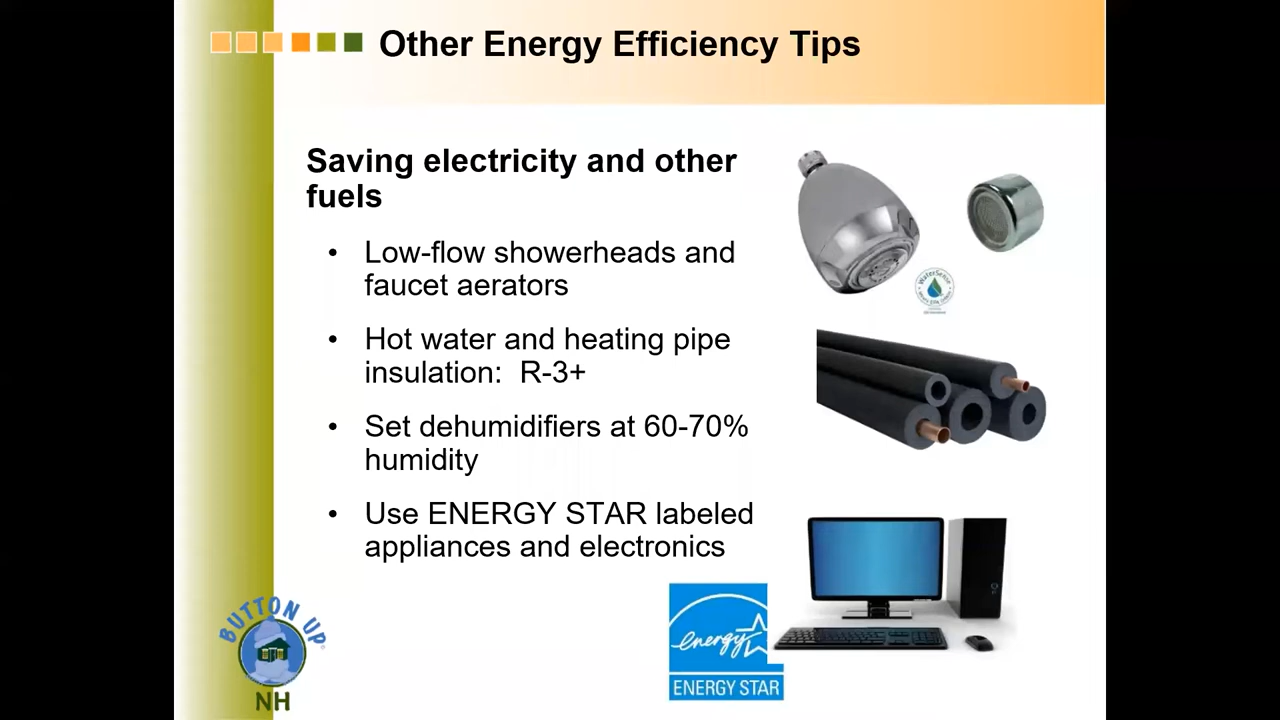 Other Energy Efficiency Tips
Saving electricity and other
fuels
• Low-flow showerheads and
faucet aerators
• Hot water and heating pipe
insulation: R-3+
• Set dehumidifiers at 60-70%
humidity
• Use ENERGY STAR labeled
appliances and electronics
WaterSense
energy
ENERGY STAR
BUTTON UP
NH